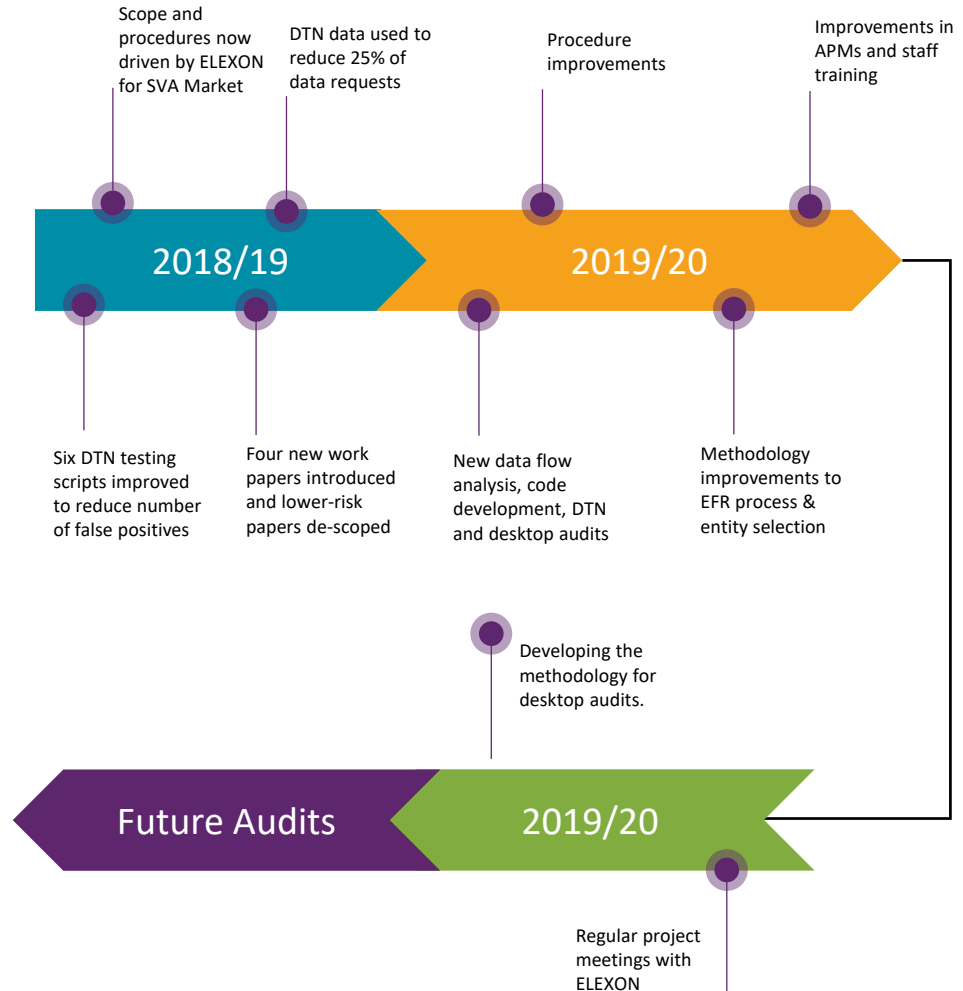 Scope and
procedures now
driven by ELEXON
for SVA Market
DTN data used to
reduce 25% of
data requests
Procedure
improvements
Improvements in
APMs and staff
training
2018/19
2019/20
Six DTN testing
scripts improved
to reduce number
of false positives
Four new work
papers introduced
and lower-risk
papers de-scoped
New data flow
analysis, code
development, DTN
and desktop audits
Methodology
improvements to
EFR process &
entity selection
Developing the
methodology for
desktop audits.
Future Audits
2019/20
Regular project
meetings with
ELEXON